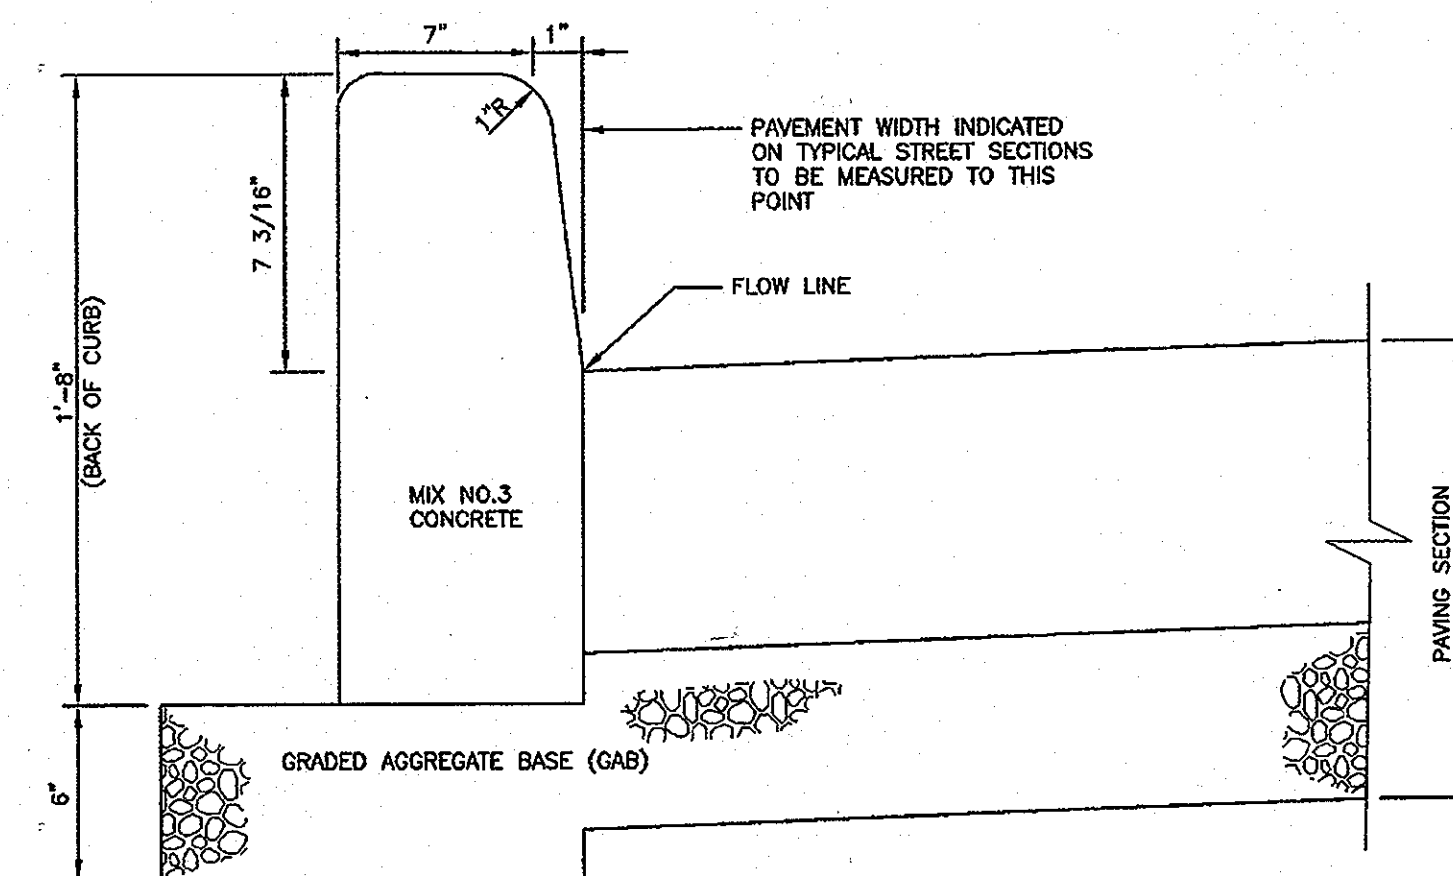 7" 1"
1"R
PAVEMENT WIDTH INDICATED
ON TYPICAL STREET SECTIONS
TO BE MEASURED TO THIS
POINT
7 3/16"
FLOW LINE
1'-8"
(BACK OF CURB)
MIX NO.3
CONCRETE
PAVING SECTION
GRADED AGGREGATE BASE (GAB)
6"